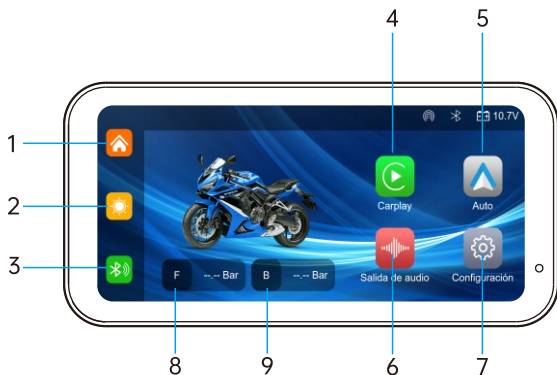 4 5
10.7V
1
2
Carplay Auto
3
F --.-- Bar B --.-- Bar
Salida de audio Configuración
8 9 6 7